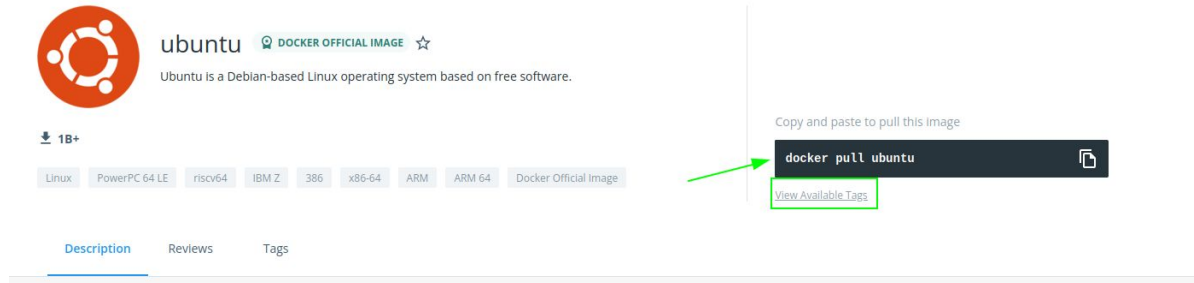 ubuntu DOCKER OFFICIAL IMAGE
Ubuntu is a Debian-based Linux operating system based on free software.
1B+
Linux PowerPC 64 LE riscv64 IBM Z 386 x86-64 ARM ARM 64 Docker Official Image
Copy and paste to pull this image
docker pull ubuntu
View Available Tags
Description Reviews Tags